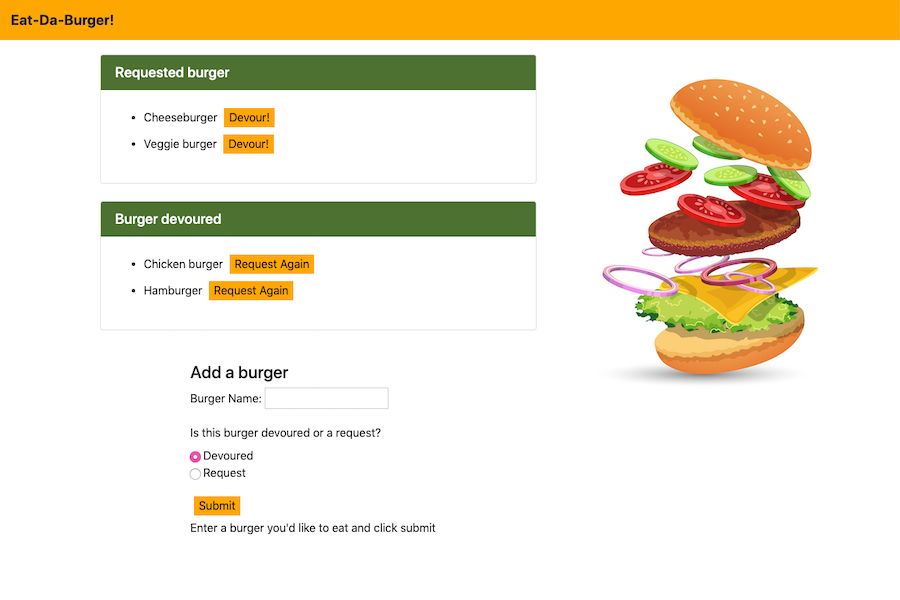 Eat-Da-Burger!
Requested burger
Cheeseburger Devour!
Veggie burger Devour!
Burger devoured
Chicken burger Request Again
Hamburger Request Again
Add a burger
Burger Name:
Is this burger devoured or a request?
Devoured
Request
Submit
Enter a burger you'd like to eat and click submit